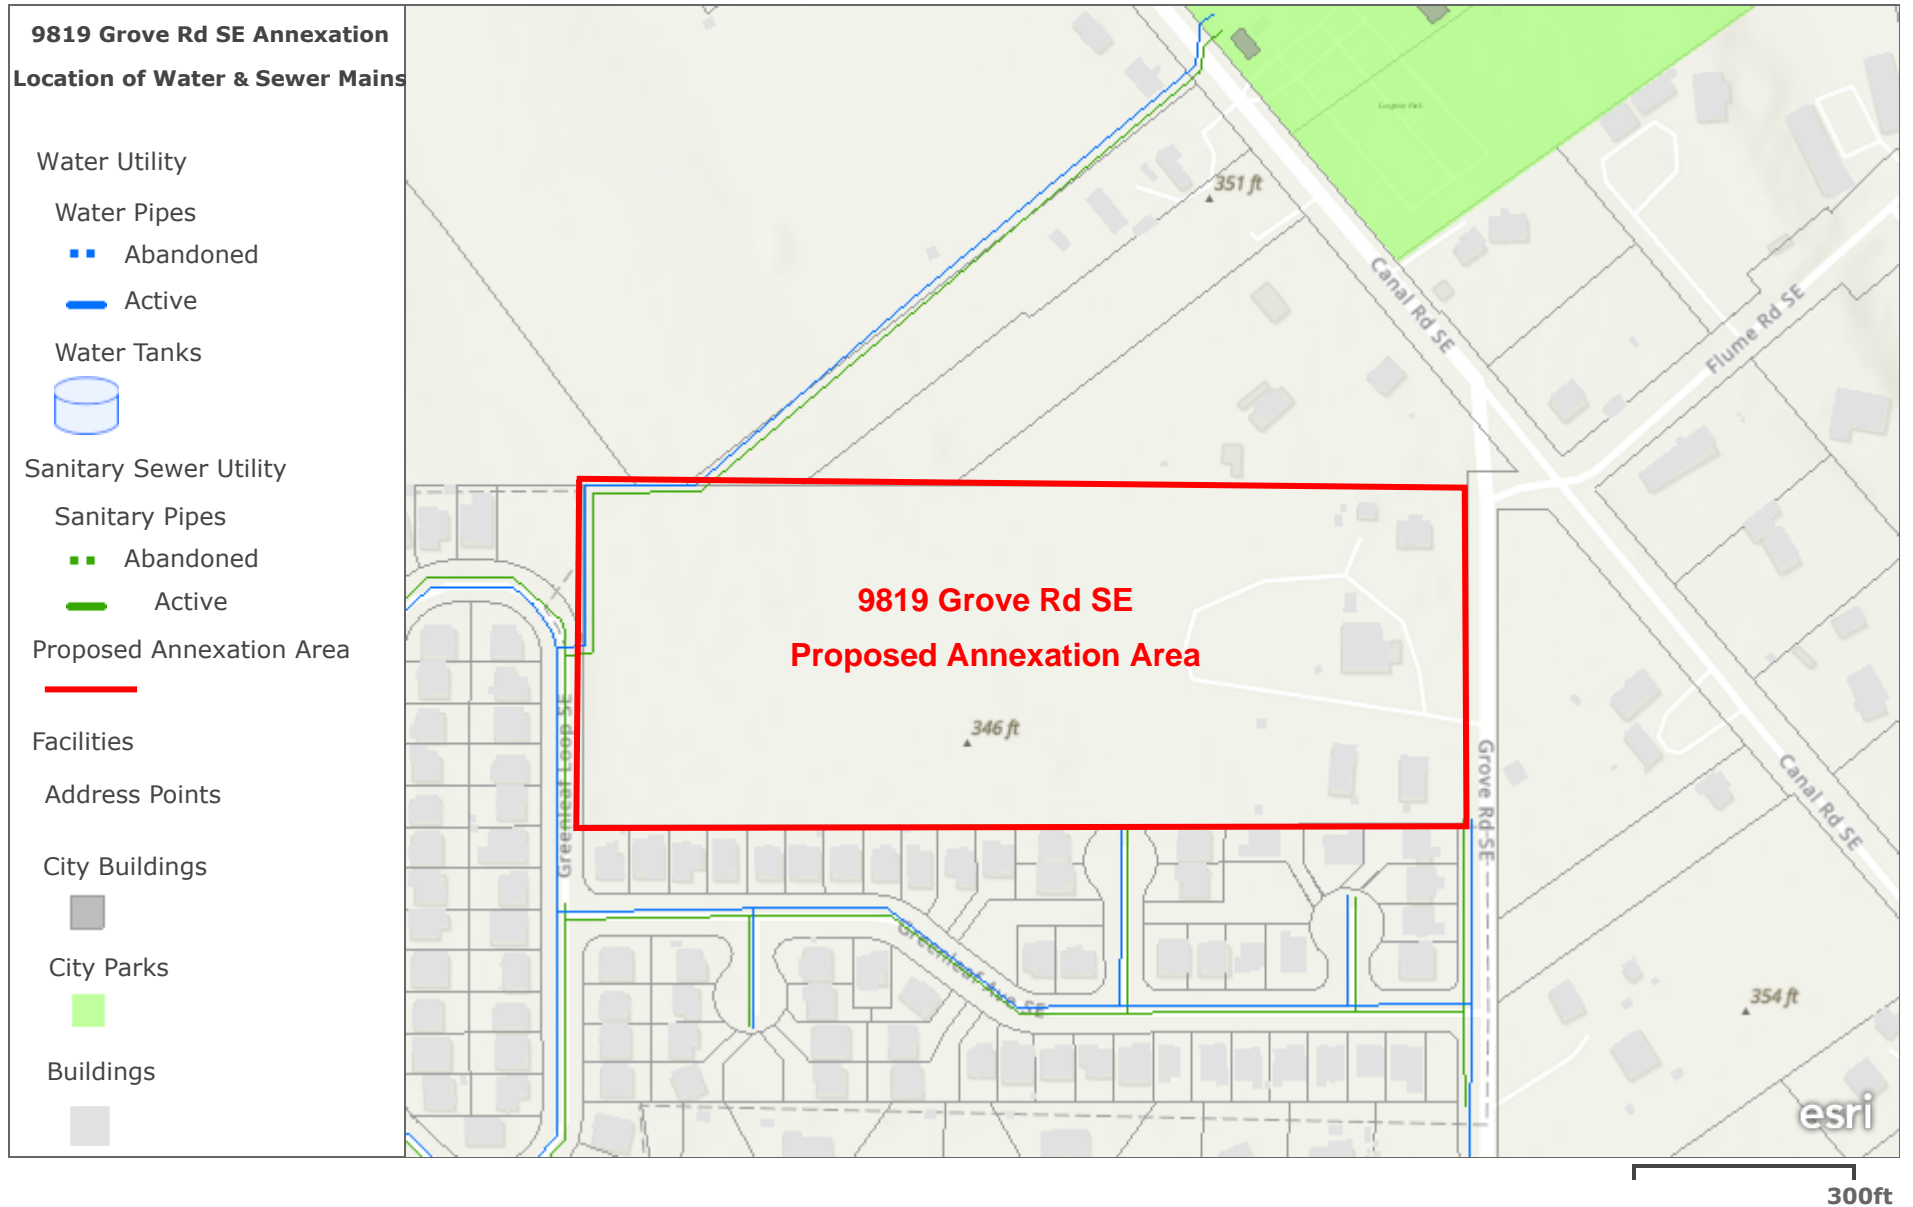 9819 Grove Rd SE Annexation
Location of Water & Sewer Mains
Water Utility
Water Pipes
Abandoned
Active
Water Tanks
Sanitary Sewer Utility
Sanitary Pipes
Abandoned
Active
Proposed Annexation Area
Facilities
Address Points
City Buildings
City Parks
Buildings
351 ft
Canal Rd SE
Flume Rd SE
9819 Grove Rd SE
Proposed Annexation Area
346 ft
Greenleaf Loop SE
Grove Rd SE
Canal Rd SE
Greenleaf Ave SE
354 ft
esri
300ft